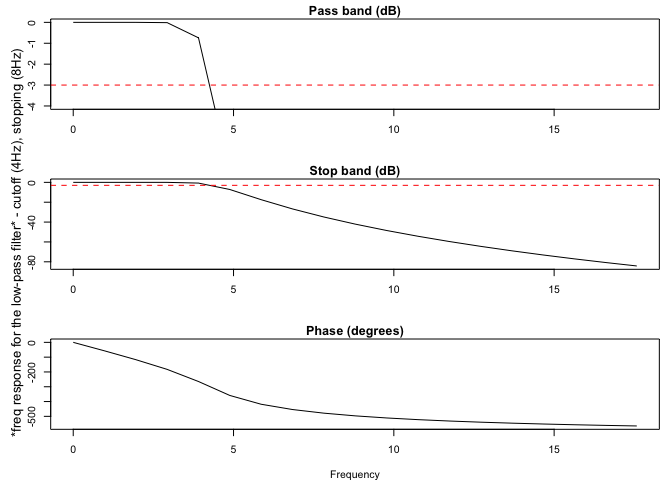 *freq response for the low-pass filter* - cutoff (4Hz), stopping (8Hz)
Pass band (dB)
0
-1
-2
-3
-4
0 5 10 15
Stop band (dB)
0
-40
-80
0 5 10 15
Phase (degrees)
0
-200
-500
0 5 10 15
Frequency